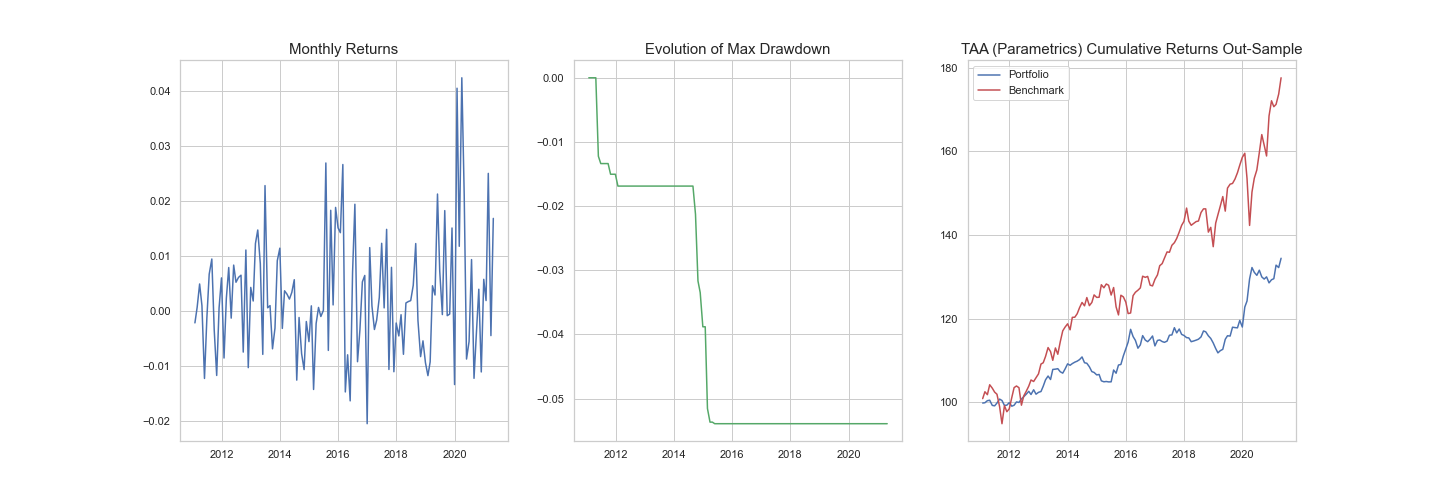 Monthly Returns
0.04
0.03
0.02
0.01
0.00
−0.01
−0.02
2012 2014 2016 2018 2020
Evolution of Max Drawdown
0.00
−0.01
−0.02
−0.03
−0.04
−0.05
2012 2014 2016 2018 2020
TAA (Parametrics) Cumulative Returns Out-Sample
Portfolio
Benchmark
180
160
140
120
100
2012 2014 2016 2018 2020